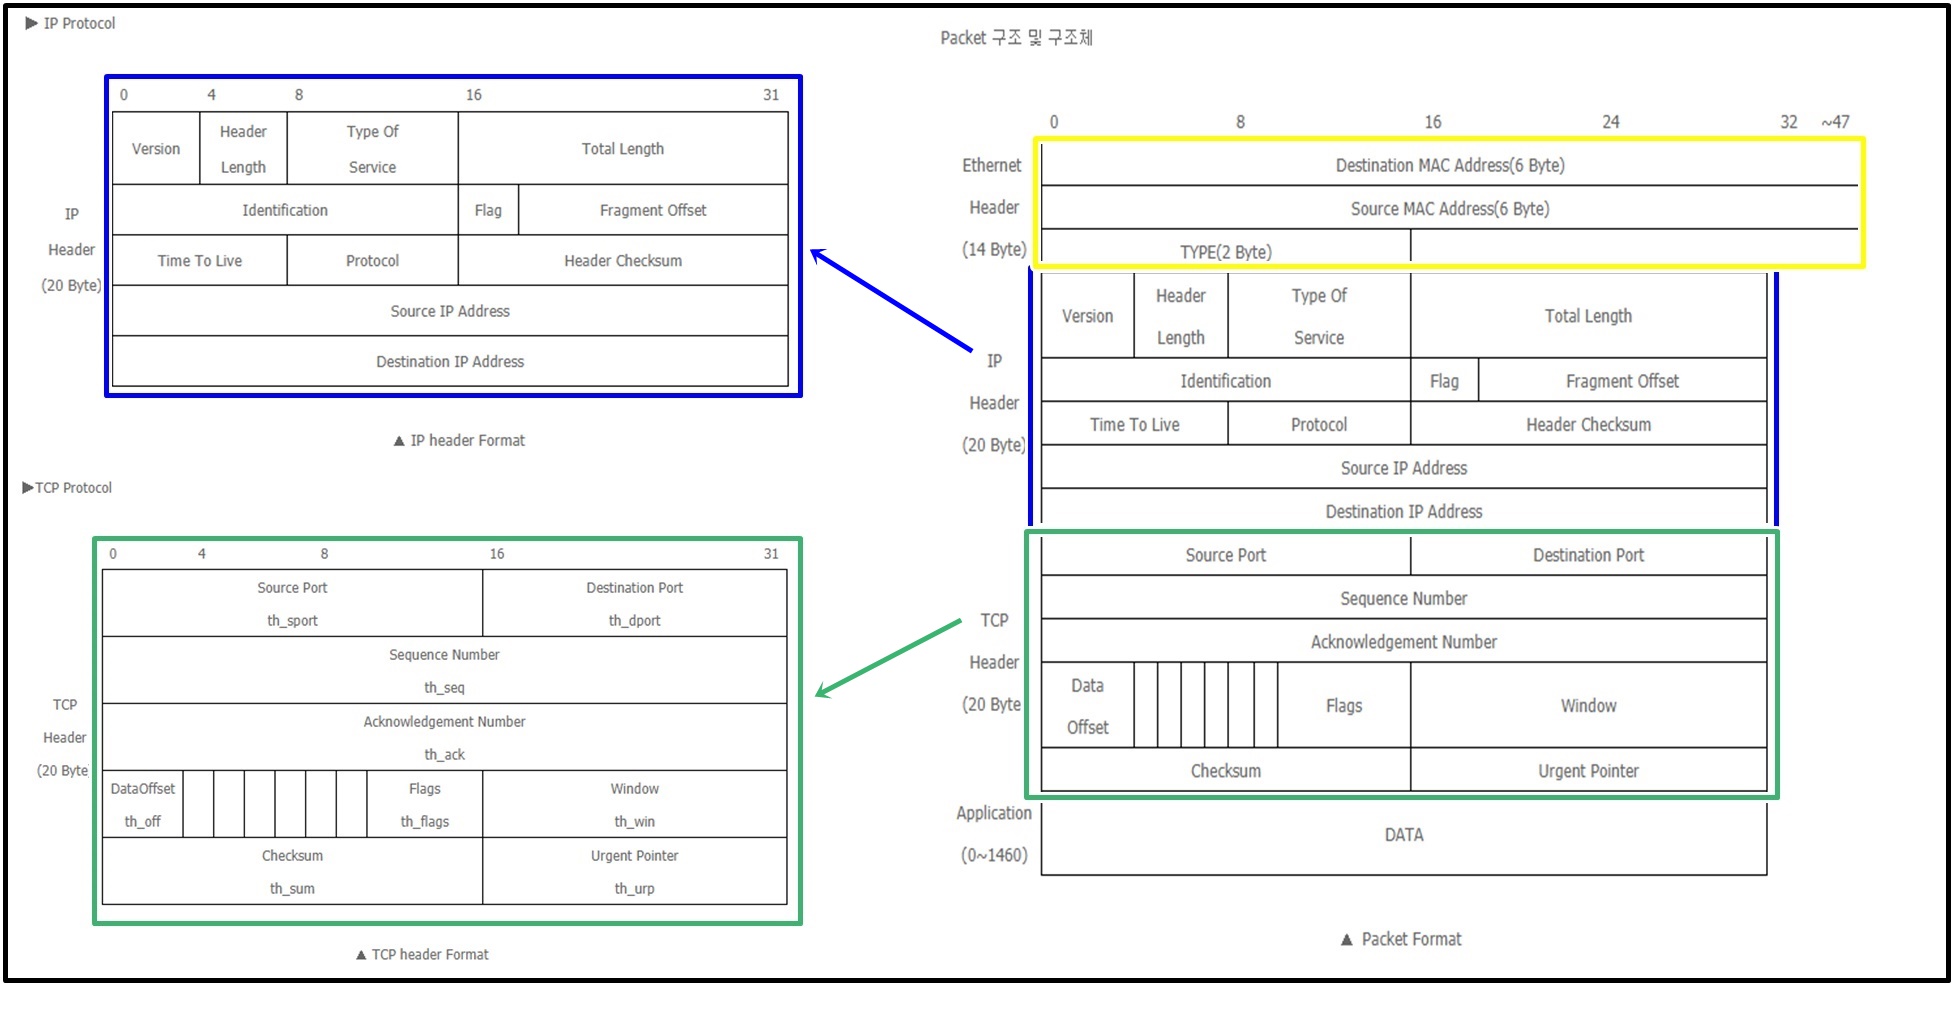 ▶ IP Protocol
0 4 8 16 31
Version
Header
Length
Type Of
Service
Total Length
Identification
Flag
Fragment Offset
Time To Live
Protocol
Header Checksum
Source IP Address
Destination IP Address
IP
Header
(20 Byte)
▲ IP header Format
▶TCP Protocol
0 4 8 16 31
Source Port
th_sport
Destination Port
th_dport
Sequence Number
th_seq
Acknowledgement Number
th_ack
DataOffset
th_off
Flags
th_flags
Window
th_win
Checksum
th_sum
Urgent Pointer
th_urp
TCP
Header
(20 Byte)
▲ TCP header Format
Packet 구조 및 구조체
0 8 16 24 32 ~47
Ethernet
Header
(14 Byte)
Destination MAC Address(6 Byte)
Source MAC Address(6 Byte)
TYPE(2 Byte)
IP
Header
(20 Byte)
Version
Header
Length
Type Of
Service
Total Length
Identification
Flag
Fragment Offset
Time To Live
Protocol
Header Checksum
Source IP Address
Destination IP Address
TCP
Header
(20 Byte
Source Port
Destination Port
Sequence Number
Acknowledgement Number
Data
Offset
Flags
Window
Checksum
Urgent Pointer
Application
(0~1460)
DATA
▲ Packet Format